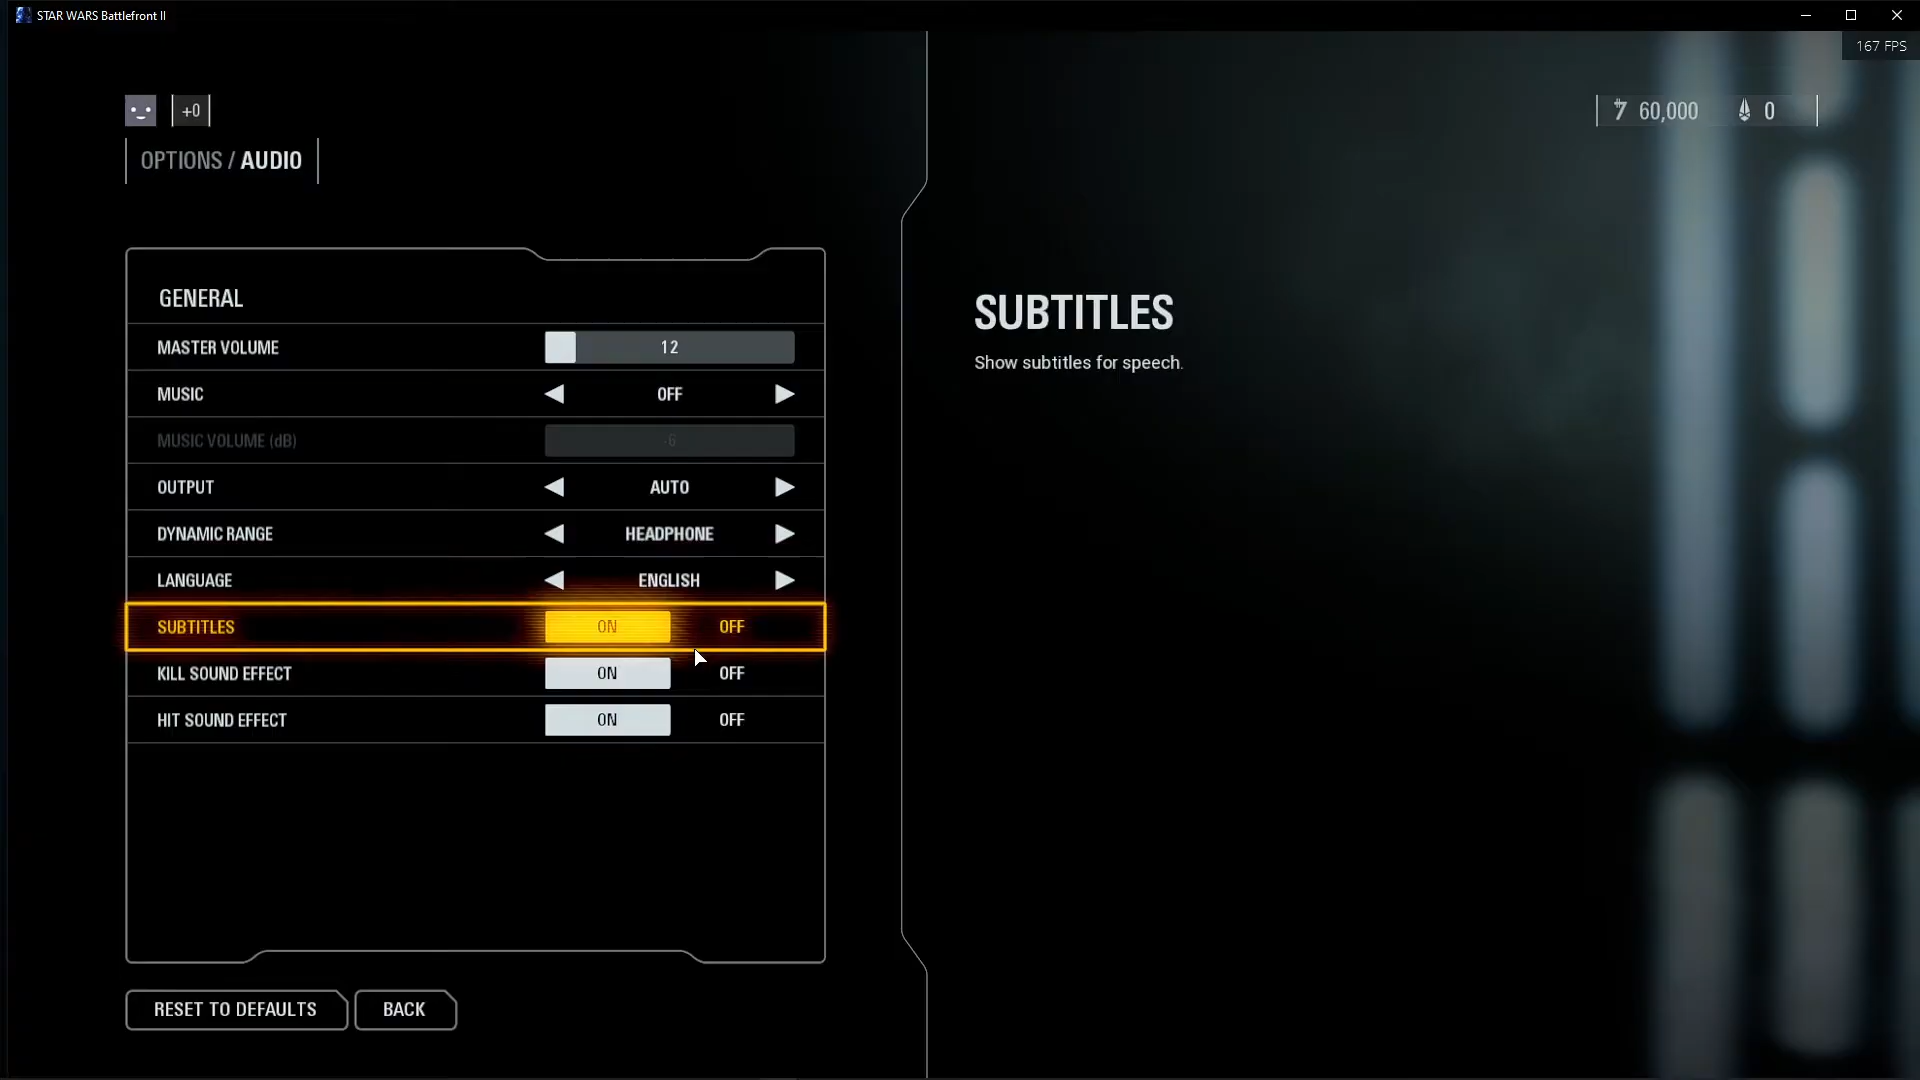 STAR WARS Battlefront II
167 FPS
+0
60,000 0
OPTIONS / AUDIO
GENERAL
MASTER VOLUME 12
MUSIC OFF
MUSIC VOLUME (dB) -6
OUTPUT AUTO
DYNAMIC RANGE HEADPHONE
LANGUAGE ENGLISH
SUBTITLES ON OFF
KILL SOUND EFFECT ON OFF
HIT SOUND EFFECT ON OFF
RESET TO DEFAULTS BACK
SUBTITLES
Show subtitles for speech.